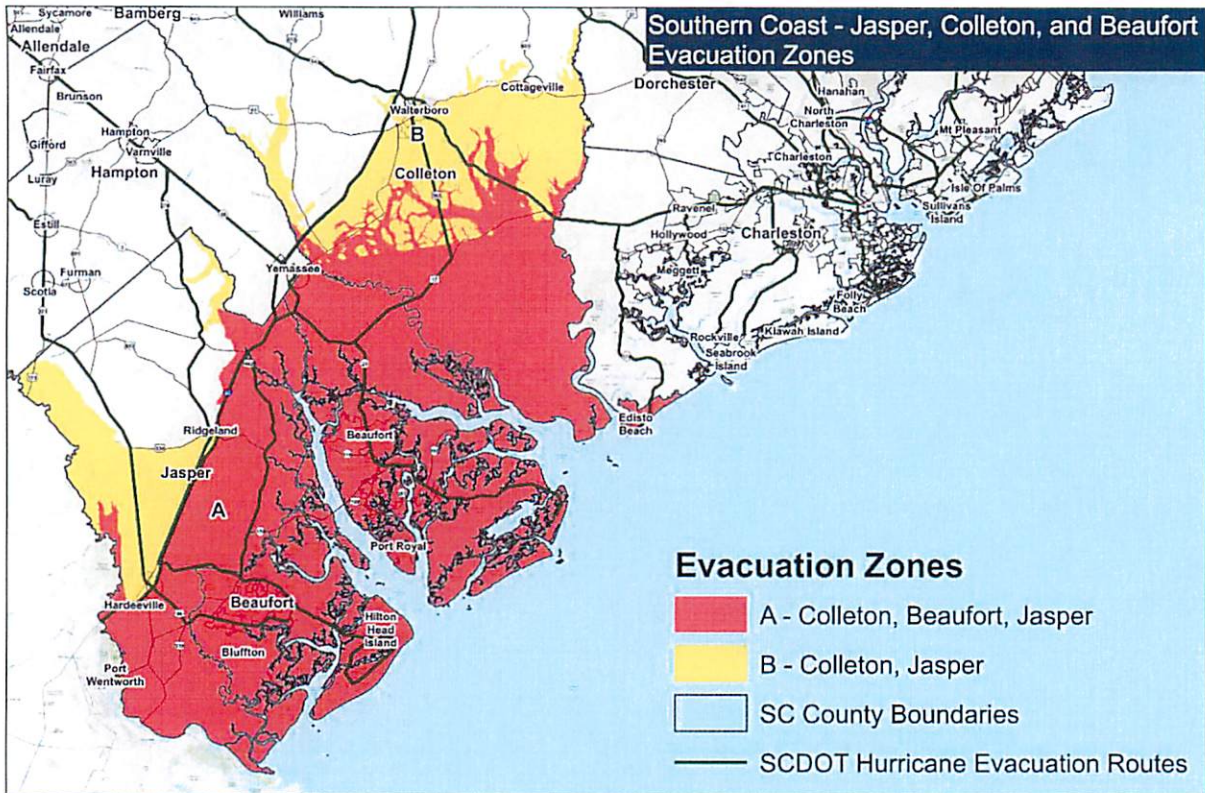 Southern Coast - Jasper, Colleton, and Beaufort
Evacuation Zones
Sycamore
Bamberg
Williams
Allendale
Allendale
Fairfax
Brunson
Cottageville
Dorchester
Hanahan
Walterboro
North
Charleston
Mt Pleasant
Hampton
B
Gifford
Varnville
Luray
Hampton
Colleton
Charleston
Isle Of Palms
Sullivans
Island
Estill
Ravenel
Hollywood
Charleston
Furman
Yemassee
Meggett
Scotia
Folly
Beach
Kiawah Island
Rockville
Seabrook
Island
Edisto
Beach
Ridgeland
Beaufort
Jasper
A
Port Royal
Hardeeville
Beaufort
Hilton
Head
Island
Bluffton
Port
Wentworth
Evacuation Zones
A - Colleton, Beaufort, Jasper
B - Colleton, Jasper
SC County Boundaries
SCDOT Hurricane Evacuation Routes